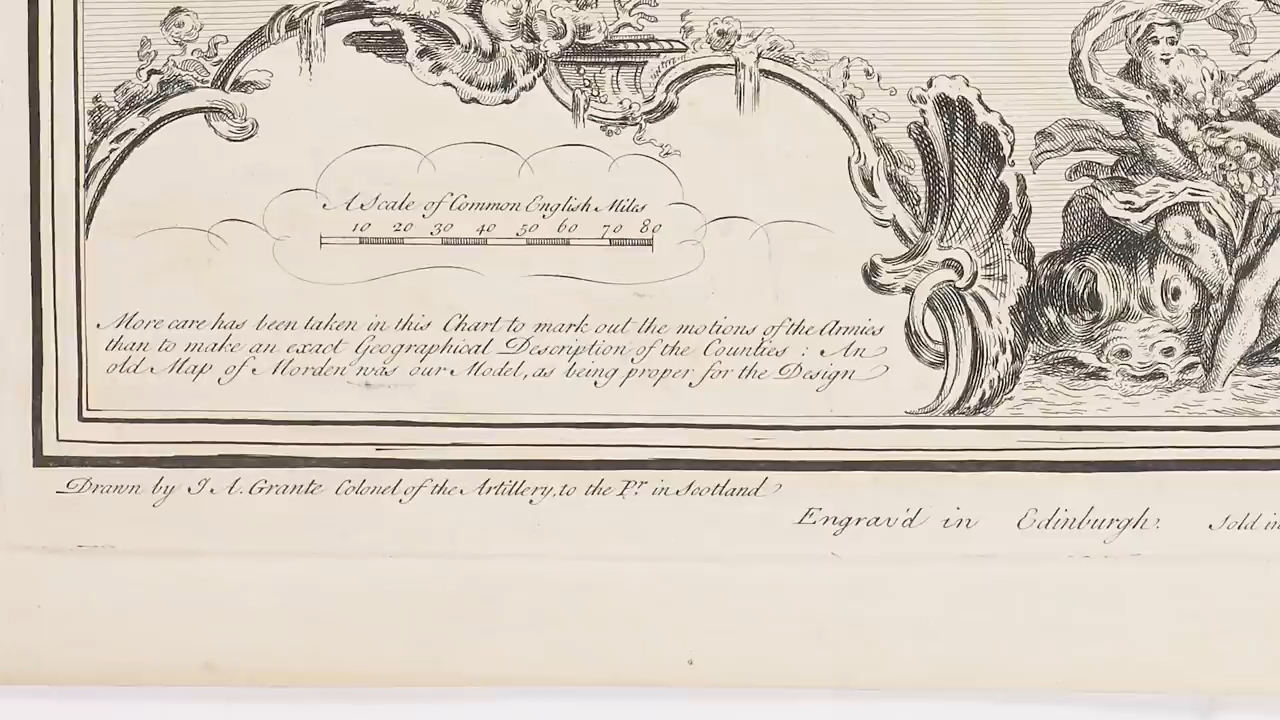 A Scale of Common English Miles
10 20 30 40 50 60 70 80
More care has been taken in this Chart to mark out the motions of the Armies
than to make an exact Geographical Description of the Counties : An
old Map of Morden was our Model, as being proper for the Design
Drawn by J A. Grante Colonel of the Artillery, to the Pr. in Scotland
Engrav'd in Edinburgh. Sold in